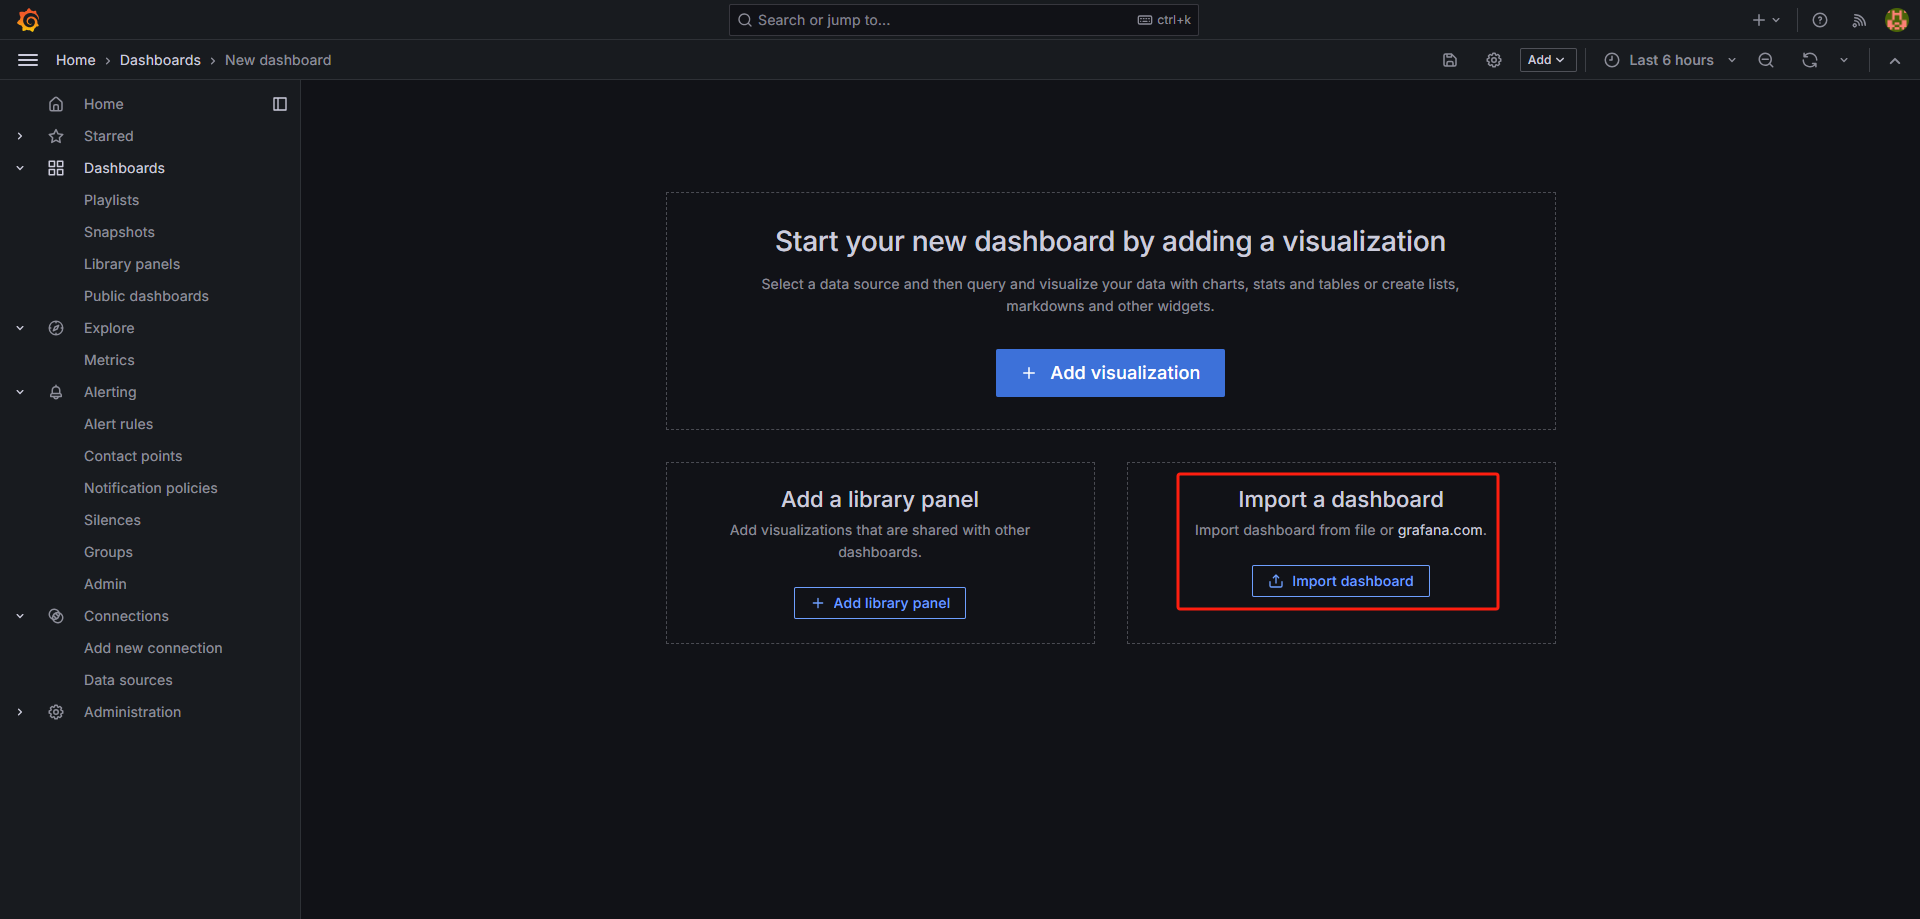 Search or jump to...
ctrl+k
Home
Dashboards
New dashboard
Add
Last 6 hours
Home
Starred
Dashboards
Playlists
Snapshots
Library panels
Public dashboards
Explore
Metrics
Alerting
Alert rules
Contact points
Notification policies
Silences
Groups
Admin
Connections
Add new connection
Data sources
Administration
Start your new dashboard by adding a visualization
Select a data source and then query and visualize your data with charts, stats and tables or create lists,
markdowns and other widgets.
Add visualization
Add a library panel
Add visualizations that are shared with other
dashboards.
Add library panel
Import a dashboard
Import dashboard from file or grafana.com.
Import dashboard